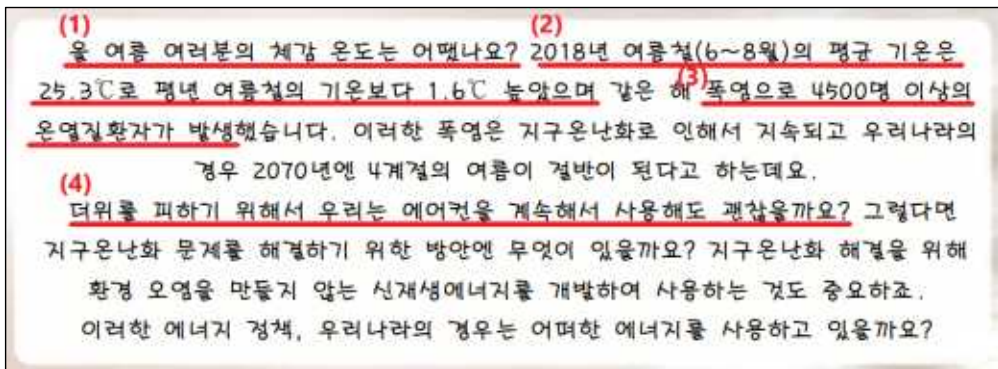 (1) (2)
올 여름 여러분의 체감 온도는 어땠나요? 2018년 여름철(6~8월)의 평균 기온은
25.3℃로 평년 여름철의 기온보다 1.6℃ 높았으며 같은 해 (3) 폭염으로 4500명 이상의
온열질환자가 발생했습니다. 이러한 폭염은 지구온난화로 인해서 지속되고 우리나라의
경우 2070년엔 4계절의 여름이 절반이 된다고 하는데요.
(4)
더위를 피하기 위해서 우리는 에어컨을 계속해서 사용해도 괜찮을까요? 그렇다면
지구온난화 문제를 해결하기 위한 방안엔 무엇이 있을까요? 지구온난화 해결을 위해
환경 오염을 만들지 않는 신재생에너지를 개발하여 사용하는 것도 중요하죠.
이러한 에너지 정책, 우리나라의 경우는 어떠한 에너지를 사용하고 있을까요?